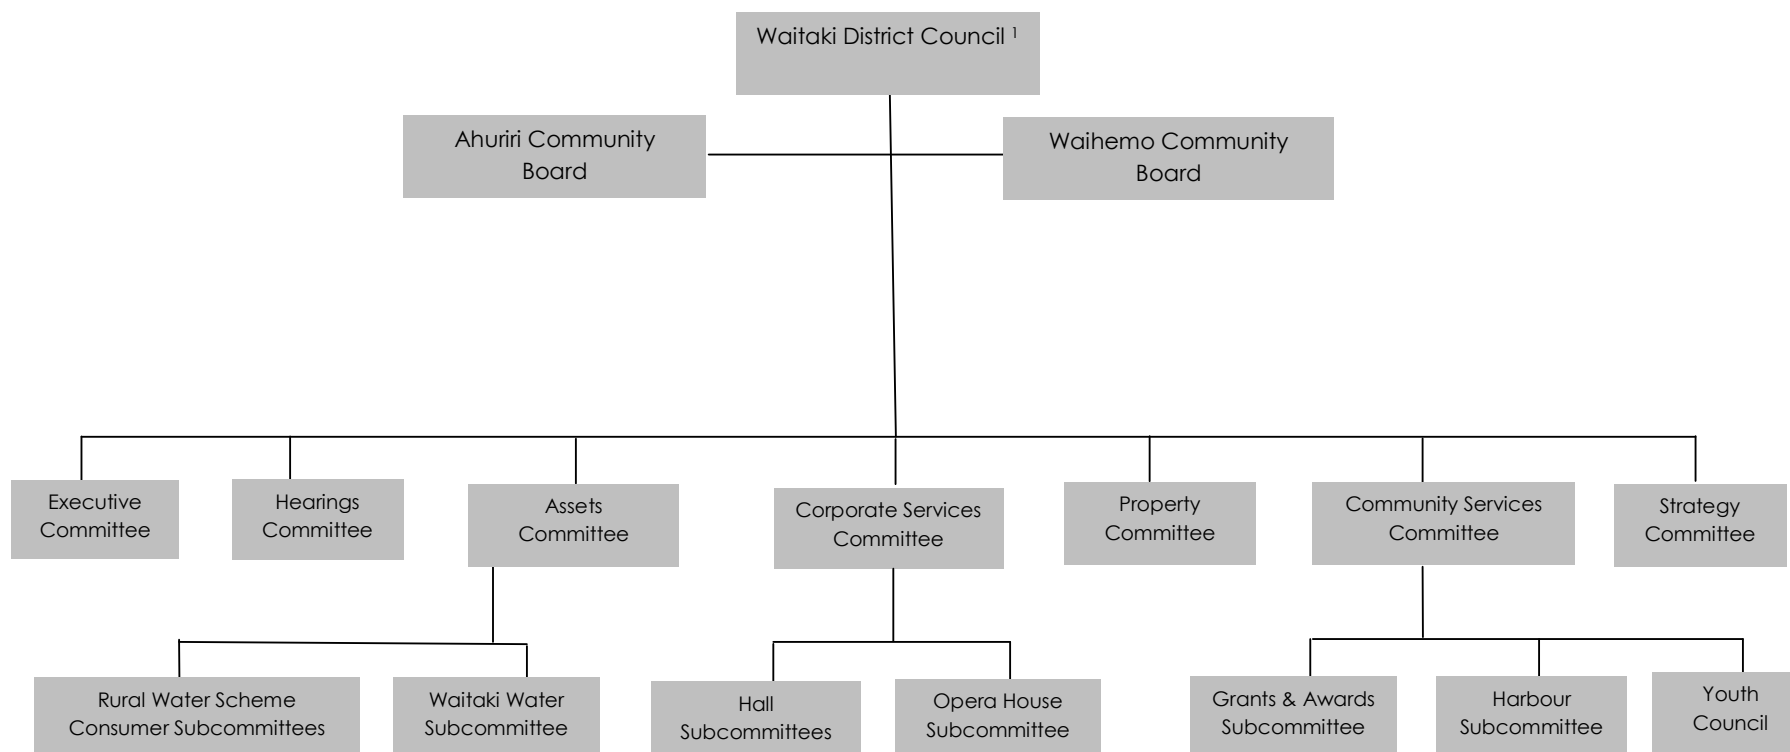 Waitaki District Council ¹
Ahuriri Community
Board
Waihemo Community
Board
Executive
Committee
Hearings
Committee
Assets
Committee
Corporate Services
Committee
Property
Committee
Community Services
Committee
Strategy
Committee
Rural Water Scheme
Consumer Subcommittees
Waitaki Water
Subcommittee
Hall
Subcommittees
Opera House
Subcommittee
Grants & Awards
Subcommittee
Harbour
Subcommittee
Youth
Council